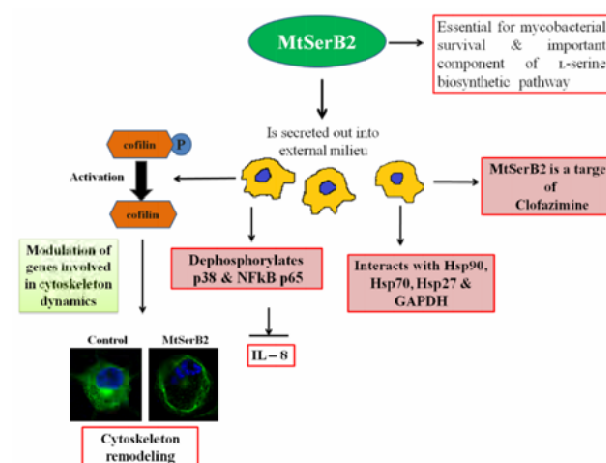 MtSerB2
Essential for mycobacterial
survival & important
component of L-serine
biosynthetic pathway
Is secreted out into
external milieu
cofilin P
Activation
cofilin
MtSerB2 is a targe
of
Clofazimine
Modulation of
genes involved
in cytoskeleton
dynamics
Dephosphorylates
p38 & NFkB p65
Interacts with Hsp90,
Hsp70, Hsp27 &
GAPDH
IL-8
Control MtSerB2
Cytoskeleton
remodeling